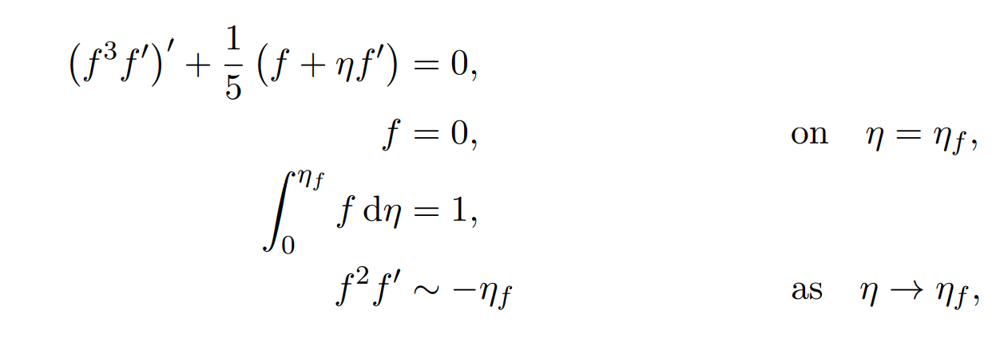 (f³f′)′ + 1/5 (f + ηf′) = 0,
f = 0, on η = η_f,
∫₀^{η_f} f dη = 1,
f²f′ ∼ −η_f as η → η_f,